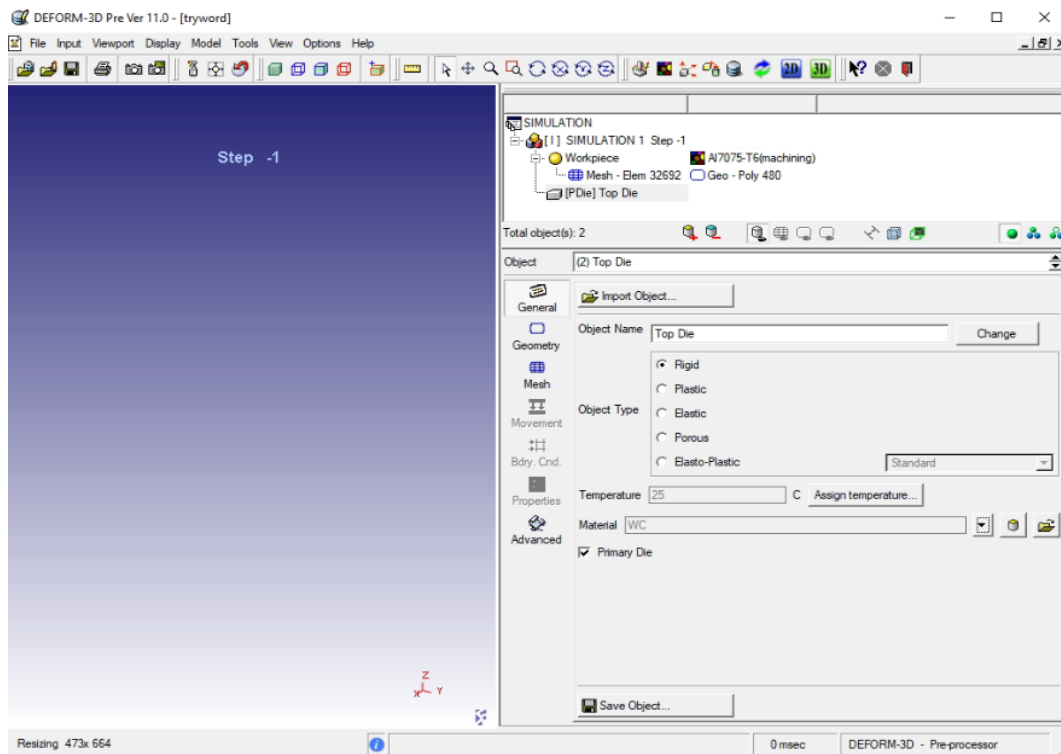 DEFORM-3D Pre Ver 11.0 - [tryword]
File Input Viewport Display Model Tools View Options Help
2D 3D
Step -1
SIMULATION
[1] SIMULATION 1 Step -1
Workpiece Al7075-T6(machining)
Mesh - Elem 32692 Geo - Poly 480
[PDie] Top Die
Total object(s): 2
Object (2) Top Die
General
Geometry
Mesh
Movement
Bdry. Cnd.
Properties
Advanced
Import Object...
Object Name Top Die Change
Object Type
Rigid
Plastic
Elastic
Porous
Elasto-Plastic Standard
Temperature 25 C Assign temperature...
Material WC
Primary Die
Z
X Y
Save Object...
Resizing 473x 664 0 msec DEFORM-3D - Pre-processor